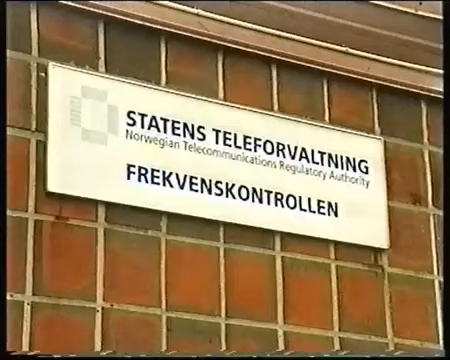 STATENS TELEFORVALTNING
Norwegian Telecommunications Regulatory Authority
FREKVENSKONTROLLEN